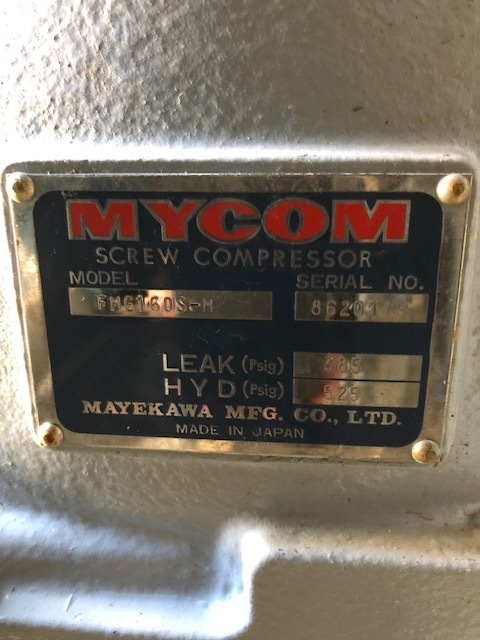 MYCOM
SCREW COMPRESSOR
MODEL SERIAL NO.
FMG160S-M
LEAK (Psig) 385
HYD (Psig) 525
MAYEKAWA MFG. CO., LTD.
MADE IN JAPAN